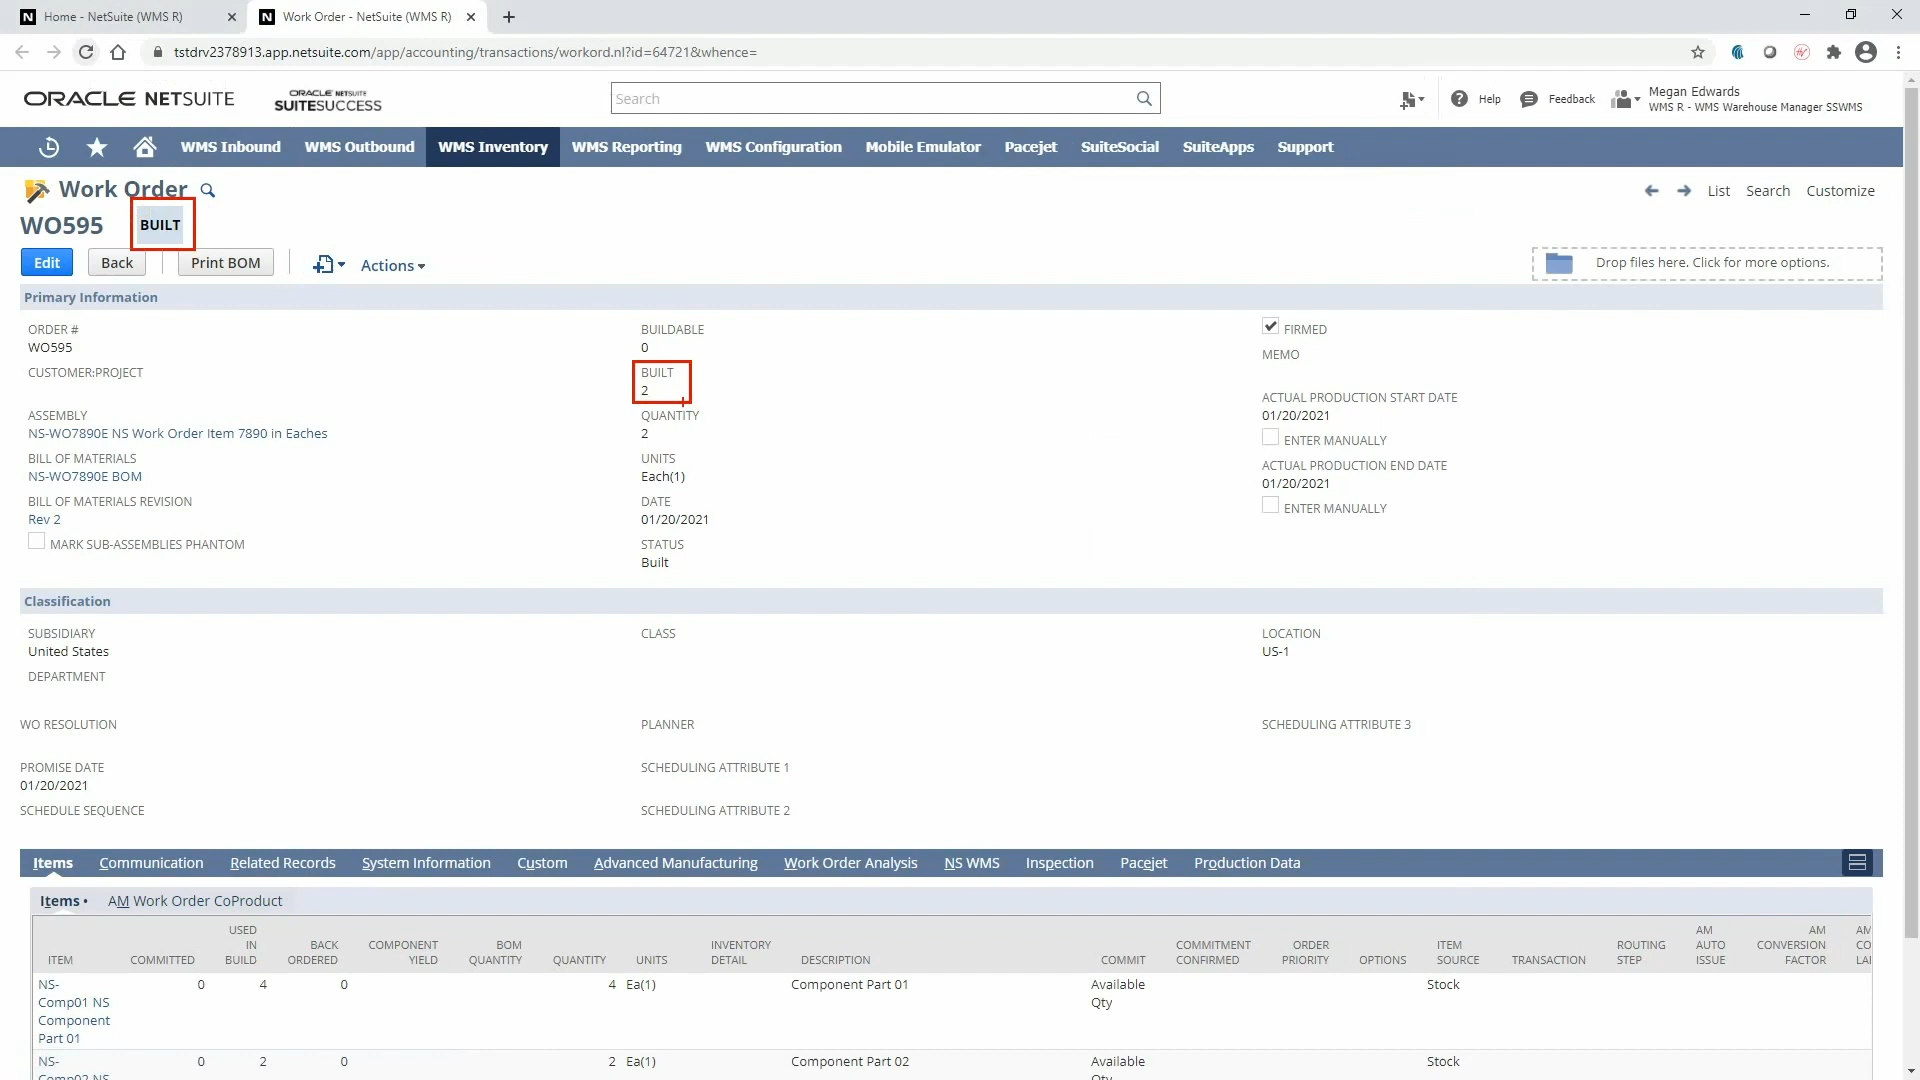 Home - NetSuite (WMS R)
Work Order - NetSuite (WMS R)
tstdrv2378913.app.netsuite.com/app/accounting/transactions/workord.nl?id=64721&whence=
ORACLE NETSUITE
ORACLE NETSUITE
SUITESUCCESS
Search
Help
Feedback
Megan Edwards
WMS R - WMS Warehouse Manager SSWMS
WMS Inbound
WMS Outbound
WMS Inventory
WMS Reporting
WMS Configuration
Mobile Emulator
Pacejet
SuiteSocial
SuiteApps
Support
Work Order
List
Search
Customize
WO595
BUILT
Edit
Back
Print BOM
Actions
Drop files here. Click for more options.
Primary Information
ORDER #
WO595
CUSTOMER:PROJECT
ASSEMBLY
NS-WO7890E NS Work Order Item 7890 in Eaches
BILL OF MATERIALS
NS-WO7890E BOM
BILL OF MATERIALS REVISION
Rev 2
MARK SUB-ASSEMBLIES PHANTOM
BUILDABLE
0
BUILT
2
QUANTITY
2
UNITS
Each(1)
DATE
01/20/2021
STATUS
Built
FIRMED
MEMO
ACTUAL PRODUCTION START DATE
01/20/2021
ENTER MANUALLY
ACTUAL PRODUCTION END DATE
01/20/2021
ENTER MANUALLY
Classification
SUBSIDIARY
United States
DEPARTMENT
CLASS
LOCATION
US-1
WO RESOLUTION
PLANNER
SCHEDULING ATTRIBUTE 3
PROMISE DATE
01/20/2021
SCHEDULING ATTRIBUTE 1
SCHEDULE SEQUENCE
SCHEDULING ATTRIBUTE 2
Items
Communication
Related Records
System Information
Custom
Advanced Manufacturing
Work Order Analysis
NS WMS
Inspection
Pacejet
Production Data
Items •
AM Work Order CoProduct
ITEM
COMMITTED
USED
IN
BUILD
BACK
ORDERED
COMPONENT
YIELD
BOM
QUANTITY
QUANTITY
UNITS
INVENTORY
DETAIL
DESCRIPTION
COMMIT
COMMITMENT
CONFIRMED
ORDER
PRIORITY
OPTIONS
ITEM
SOURCE
TRANSACTION
ROUTING
STEP
AM
AUTO
ISSUE
AM
CONVERSION
FACTOR
AM
CO
LA
NS-
Comp01 NS
Component
Part 01
0
4
0
4
Ea(1)
Component Part 01
Available
Qty
Stock
NS-
Comp02 NS
0
2
0
2
Ea(1)
Component Part 02
Available
Qty
Stock